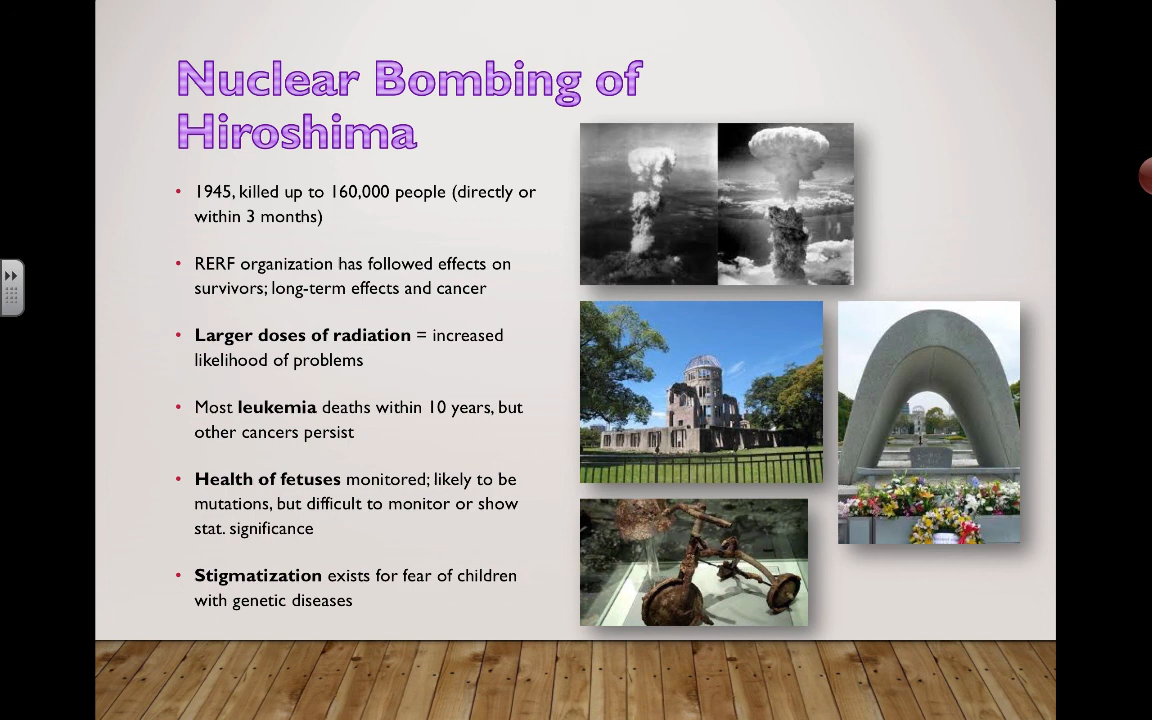 Nuclear Bombing of
Hiroshima
• 1945, killed up to 160,000 people (directly or
within 3 months)
• RERF organization has followed effects on
survivors; long-term effects and cancer
• Larger doses of radiation = increased
likelihood of problems
• Most leukemia deaths within 10 years, but
other cancers persist
• Health of fetuses monitored; likely to be
mutations, but difficult to monitor or show
stat. significance
• Stigmatization exists for fear of children
with genetic diseases